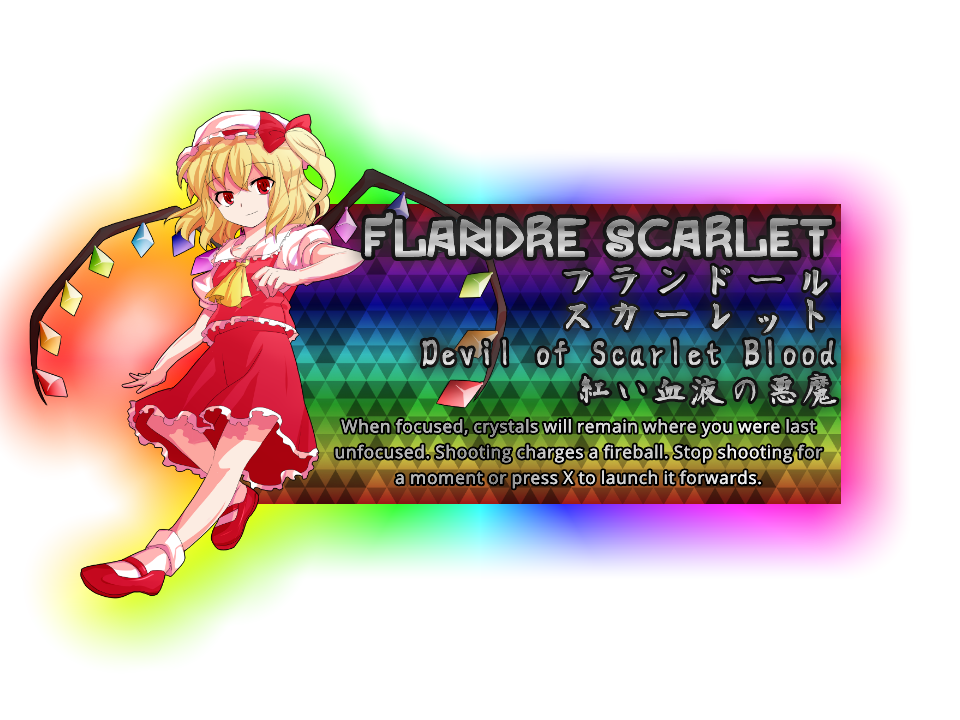 FLANDRE SCARLET
フランドール
スカーレット
Devil of Scarlet Blood
紅い血液の悪魔
When focused, crystals will remain where you were last
unfocused. Shooting charges a fireball. Stop shooting for
a moment or press X to launch it forwards.